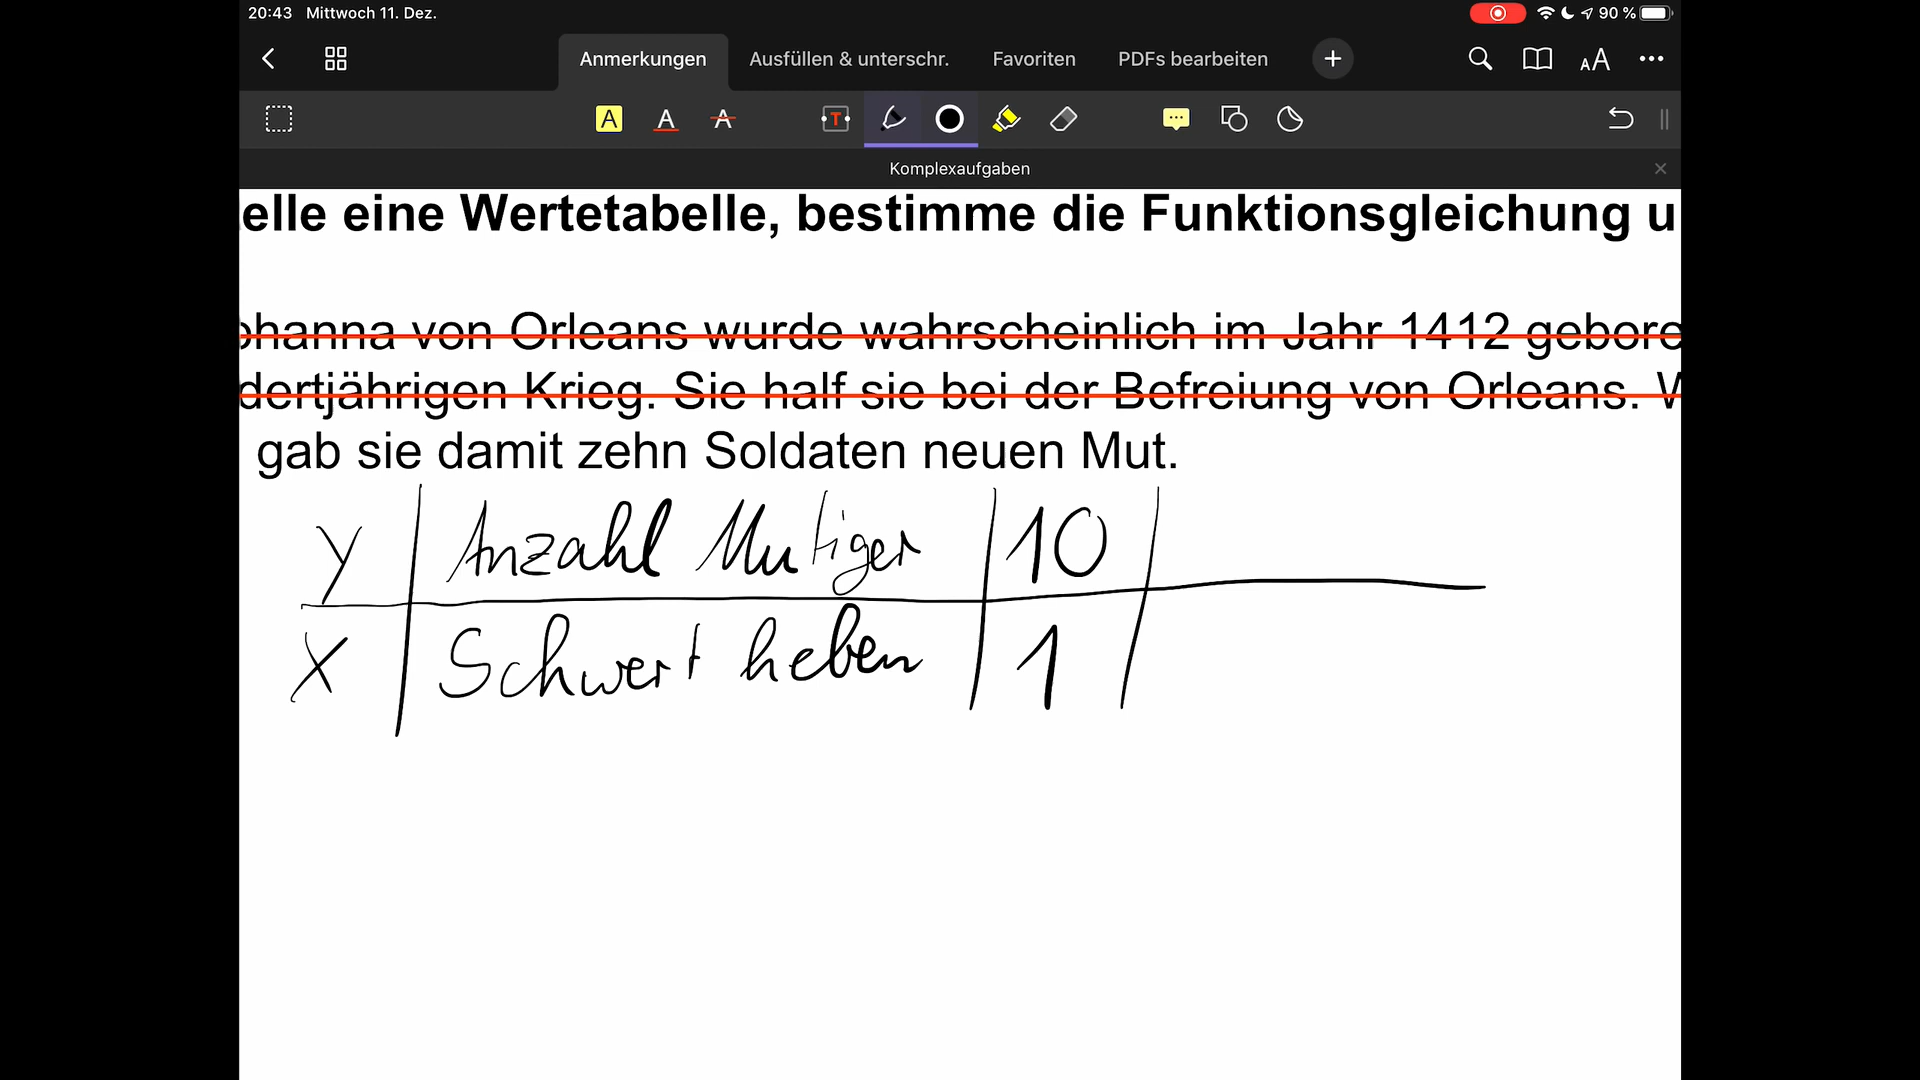 20:43 Mittwoch 11. Dez. 90 %
Anmerkungen Ausfüllen & unterschr. Favoriten PDFs bearbeiten
A A A T
Komplexaufgaben
elle eine Wertetabelle, bestimme die Funktionsgleichung u
ohanna von Orleans wurde wahrscheinlich im Jahr 1412 gebore
dertjährigen Krieg. Sie half sie bei der Befreiung von Orleans. W
gab sie damit zehn Soldaten neuen Mut.
y Anzahl Mutiger 10
x Schwert heben 1